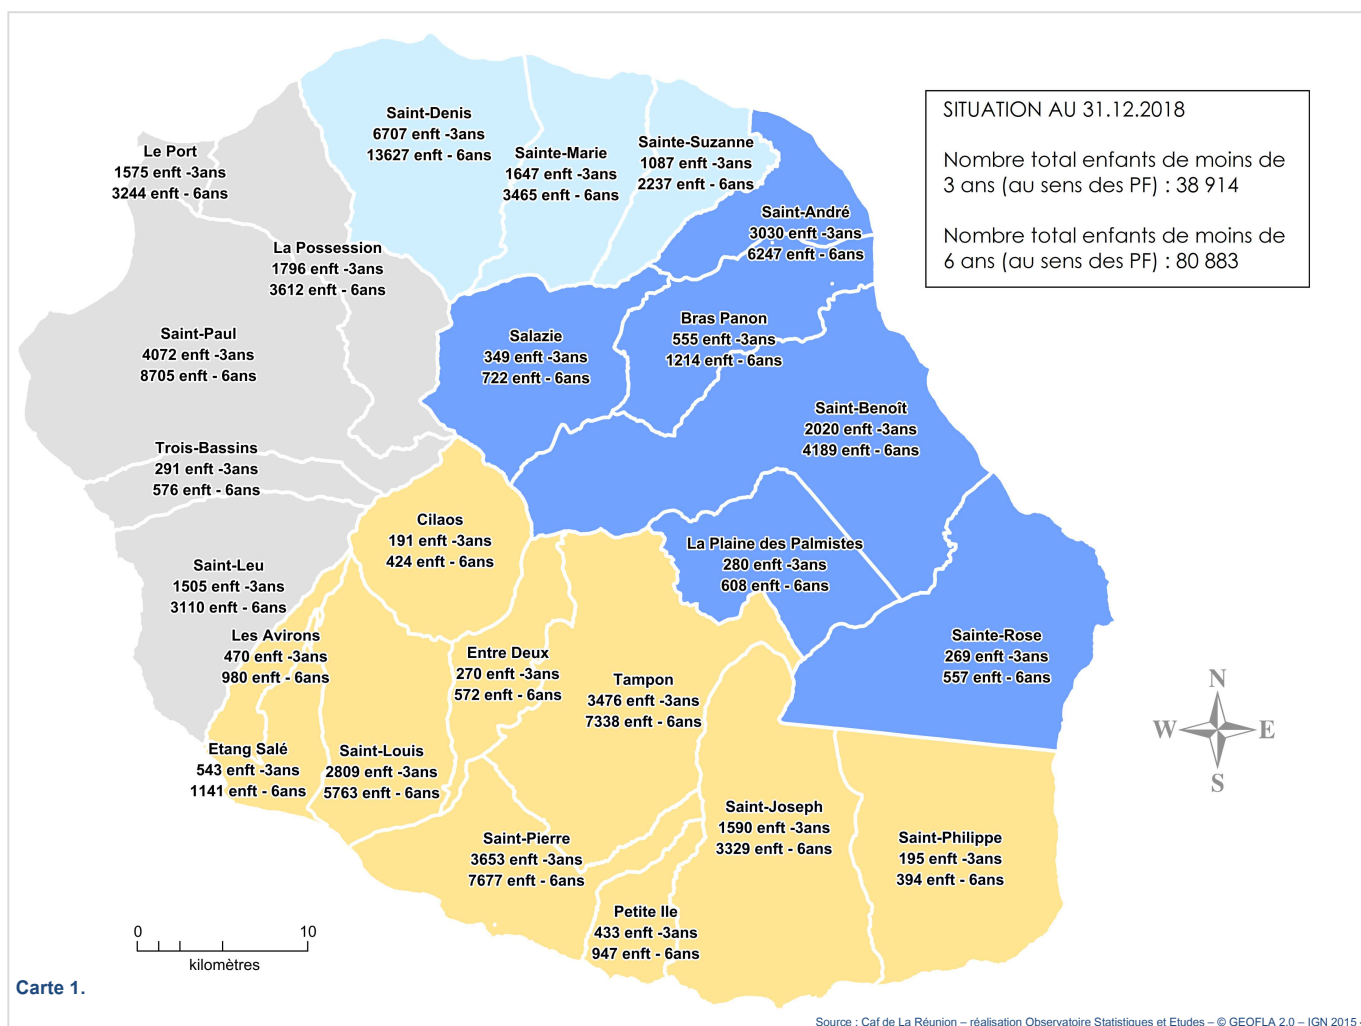 Saint-Denis
6707 enft -3ans
13627 enft - 6ans
Sainte-Marie
1647 enft -3ans
3465 enft - 6ans
Sainte-Suzanne
1087 enft -3ans
2237 enft - 6ans
SITUATION AU 31.12.2018
Nombre total enfants de moins de
3 ans (au sens des PF) : 38 914
Nombre total enfants de moins de
6 ans (au sens des PF) : 80 883
Le Port
1575 enft -3ans
3244 enft - 6ans
Saint-André
3030 enft -3ans
6247 enft - 6ans
La Possession
1796 enft -3ans
3612 enft - 6ans
Saint-Paul
4072 enft -3ans
8705 enft - 6ans
Salazie
349 enft -3ans
722 enft - 6ans
Bras Panon
555 enft -3ans
1214 enft - 6ans
Saint-Benoît
2020 enft -3ans
4189 enft - 6ans
Trois-Bassins
291 enft -3ans
576 enft - 6ans
Cilaos
191 enft -3ans
424 enft - 6ans
La Plaine des Palmistes
280 enft -3ans
608 enft - 6ans
Saint-Leu
1505 enft -3ans
3110 enft - 6ans
Les Avirons
470 enft -3ans
980 enft - 6ans
Entre Deux
270 enft -3ans
572 enft - 6ans
Tampon
3476 enft -3ans
7338 enft - 6ans
Sainte-Rose
269 enft -3ans
557 enft - 6ans
N
W
E
S
Etang Salé
543 enft -3ans
1141 enft - 6ans
Saint-Louis
2809 enft -3ans
5763 enft - 6ans
Saint-Pierre
3653 enft -3ans
7677 enft - 6ans
Saint-Joseph
1590 enft -3ans
3329 enft - 6ans
Saint-Philippe
195 enft -3ans
394 enft - 6ans
Petite Ile
433 enft -3ans
947 enft - 6ans
0 10
kilomètres
Carte 1.
Source : Caf de La Réunion – réalisation Observatoire Statistiques et Etudes – © GEOFLA 2.0 – IGN 2015 -